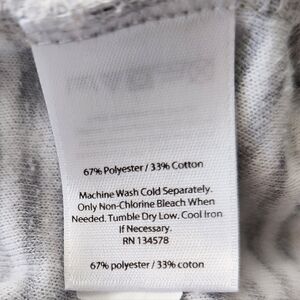 67% Polyester / 33% Cotton
Machine Wash Cold Separately.
Only Non-Chlorine Bleach When
Needed. Tumble Dry Low. Cool Iron
If Necessary.
RN 134578
67% polyester / 33% coton